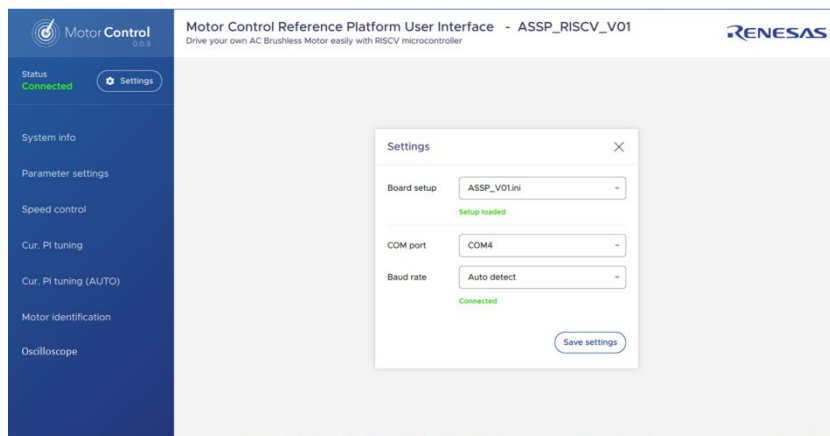 Motor Control
0.0.3
Motor Control Reference Platform User Interface - ASSP_RISCV_V01
Drive your own AC Brushless Motor easily with RISCV microcontroller
RENESAS
Status
Connected
Settings
System info
Parameter settings
Speed control
Cur. PI tuning
Cur. PI tuning (AUTO)
Motor identification
Oscilloscope
Settings
Board setup
ASSP_V01.ini
Setup loaded
COM port
COM4
Baud rate
Auto detect
Connected
Save settings